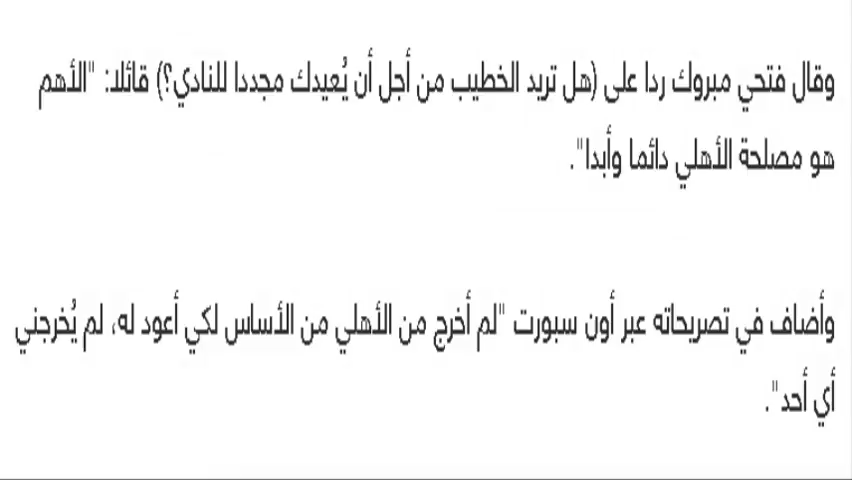 وقال فتحي مبروك ردا على (هل تريد الخطيب من أجل أن يُعيدك مجددا للنادي؟) قائلا: "الأهم
هو مصلحة الأهلي دائما وأبدا".
وأضاف في تصريحاته عبر أون سبورت "لم أخرج من الأهلي من الأساس لكي أعود له، لم يُخرجني
أي أحد".